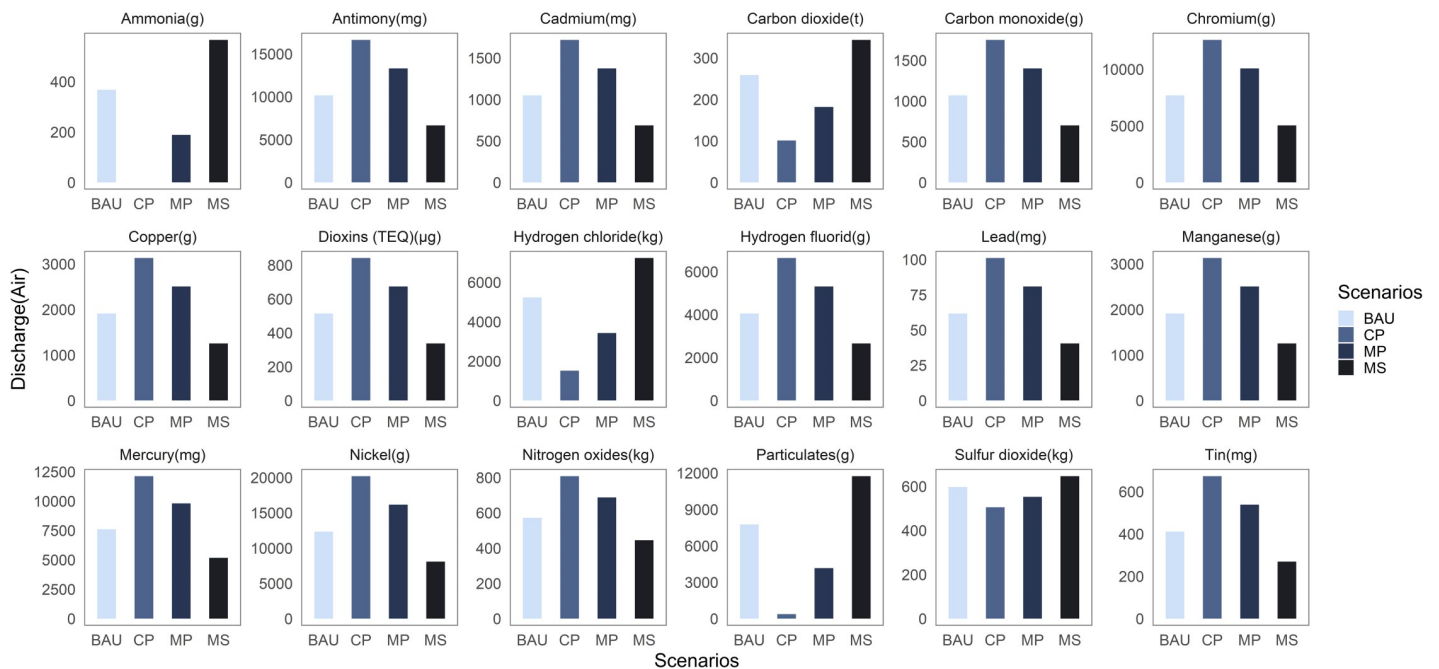 Ammonia(g)
Antimony(mg)
Cadmium(mg)
Carbon dioxide(t)
Carbon monoxide(g)
Chromium(g)
400
200
0
BAU CP MP MS
15000
10000
5000
0
BAU CP MP MS
1500
1000
500
0
BAU CP MP MS
300
200
100
0
BAU CP MP MS
1500
1000
500
0
BAU CP MP MS
10000
5000
0
BAU CP MP MS
Discharge(Air)
Copper(g)
Dioxins (TEQ)(μg)
Hydrogen chloride(kg)
Hydrogen fluorid(g)
Lead(mg)
Manganese(g)
3000
2000
1000
0
BAU CP MP MS
800
600
400
200
0
BAU CP MP MS
6000
4000
2000
0
BAU CP MP MS
6000
4000
2000
0
BAU CP MP MS
100
75
50
25
0
BAU CP MP MS
3000
2000
1000
0
BAU CP MP MS
Mercury(mg)
Nickel(g)
Nitrogen oxides(kg)
Particulates(g)
Sulfur dioxide(kg)
Tin(mg)
12500
10000
7500
5000
2500
0
BAU CP MP MS
20000
15000
10000
5000
0
BAU CP MP MS
800
600
400
200
0
BAU CP MP MS
12000
9000
6000
3000
0
BAU CP MP MS
600
400
200
0
BAU CP MP MS
600
400
200
0
BAU CP MP MS
Scenarios
Scenarios
BAU
CP
MP
MS